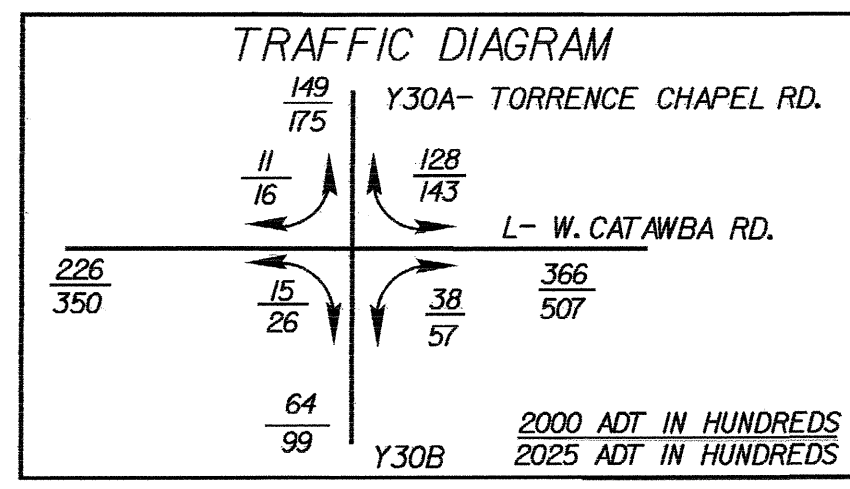 TRAFFIC DIAGRAM
149
175
Y30A- TORRENCE CHAPEL RD.
11
16
128
143
L- W. CATAWBA RD.
226
350
366
507
15
26
38
57
64
99
Y30B
2000 ADT IN HUNDREDS
2025 ADT IN HUNDREDS